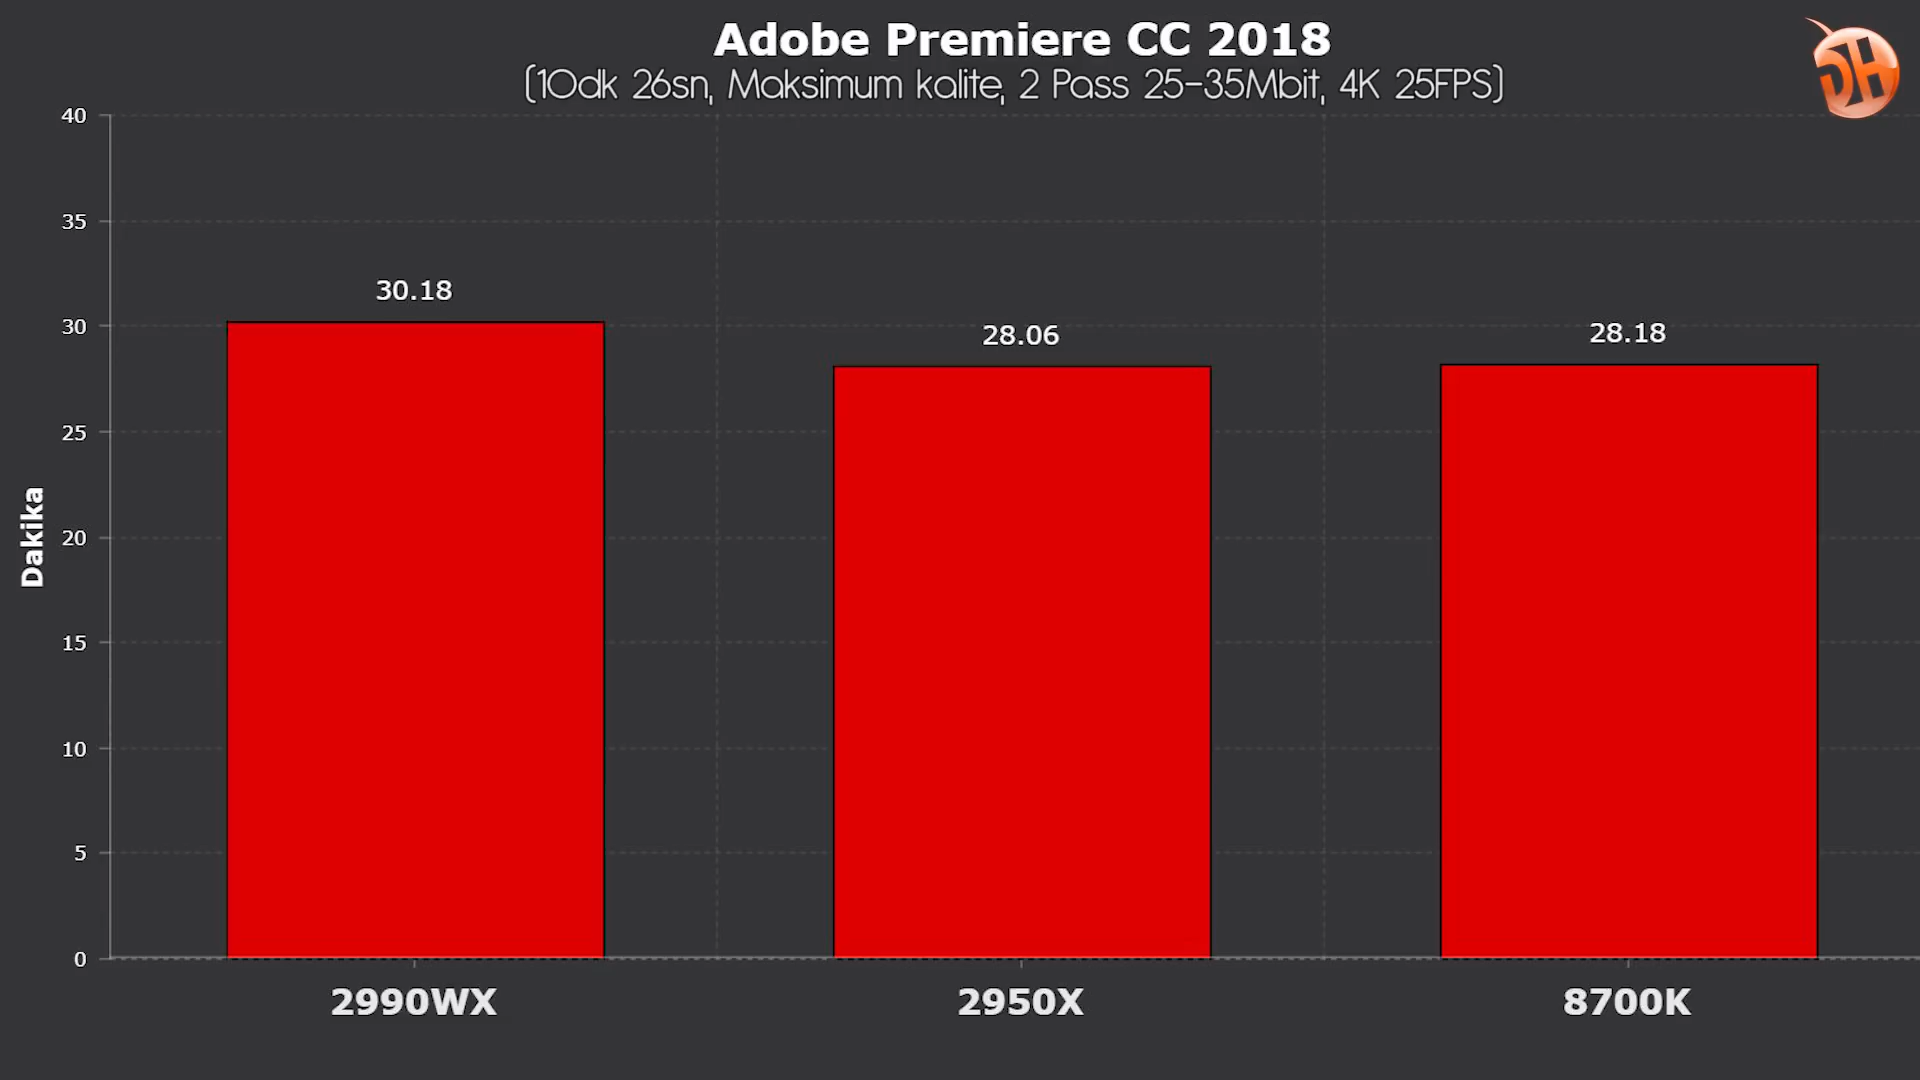 Adobe Premiere CC 2018
(10dk 26sn, Maksimum kalite, 2 Pass 25-35Mbit, 4K 25FPS)
DH
40
35
30
25
20
15
10
5
0
Dakika
30.18
28.06
28.18
2990WX
2950X
8700K